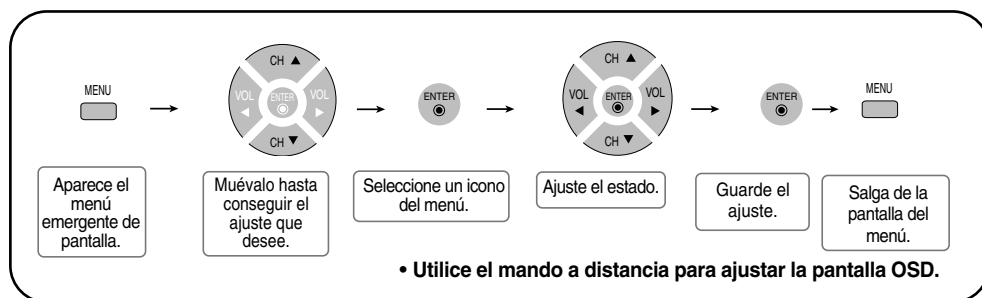 MENU
CH ▲
VOL ENTER VOL
◄ ►
CH ▼
ENTER
CH ▲
VOL ENTER VOL
◄ ►
CH ▼
ENTER
MENU
Aparece el
menú
emergente de
pantalla.
Muévalo hasta
conseguir el
ajuste que
desee.
Seleccione un icono
del menú.
Ajuste el estado.
Guarde el
ajuste.
Salga de la
pantalla del
menú.
• Utilice el mando a distancia para ajustar la pantalla OSD.